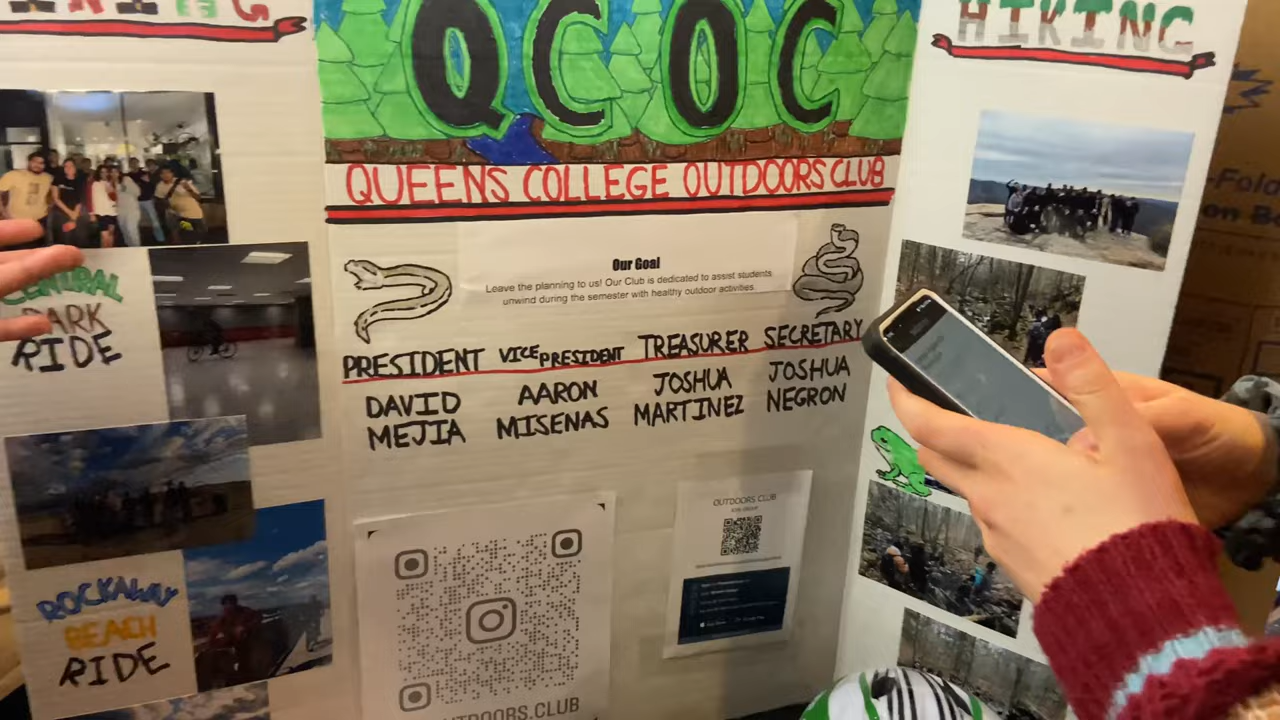 HIKING
QCOC
QUEENS COLLEGE OUTDOORS CLUB
Our Goal
Leave the planning to us! Our Club is dedicated to assist students
unwind during the semester with healthy outdoor activities.
PRESIDENT VICE PRESIDENT TREASURER SECRETARY
DAVID MEJIA
AARON MISENAS
JOSHUA MARTINEZ
JOSHUA NEGRON
CENTRAL
PARK
RIDE
ROCKAWAY
BEACH
RIDE
OUTDOORS CLUB
JOIN GROUP
OUTDOORS.CLUB